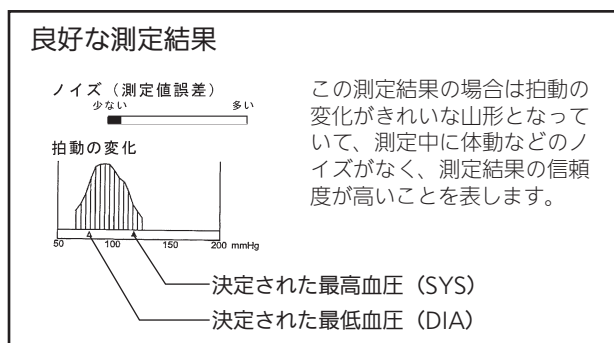 良好な測定結果
ノイズ（測定値誤差）
少ない 多い
拍動の変化
50 100 150 200 mmHg
この測定結果の場合は拍動の
変化がきれいな山形となって
いて、測定中に体動などのノ
イズがなく、測定結果の信頼
度が高いことを表します。
決定された最高血圧（SYS）
決定された最低血圧（DIA）